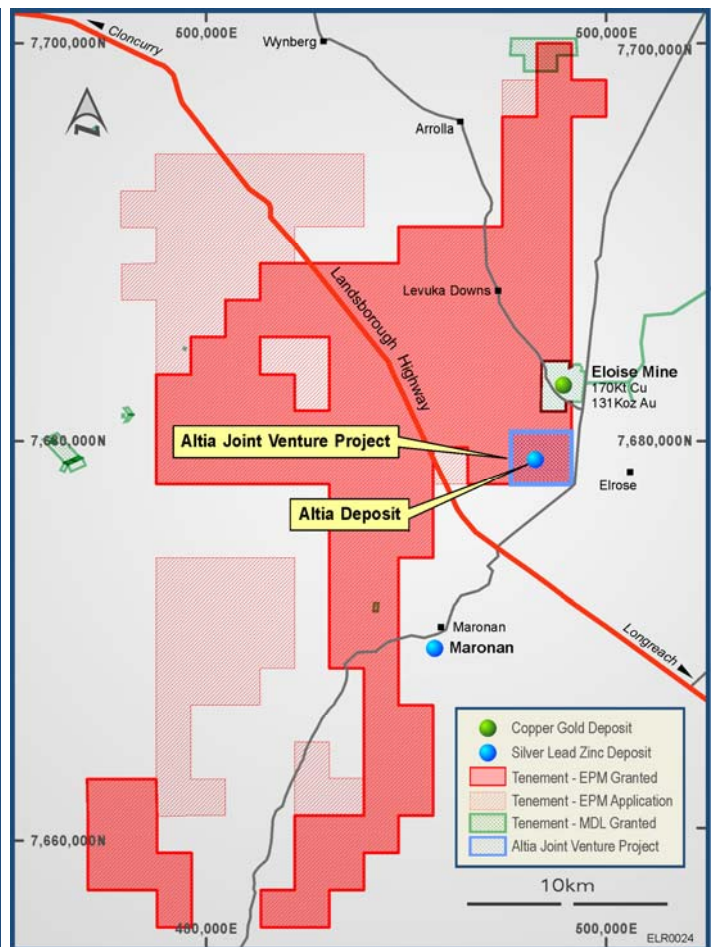 500,000E
500,000E
7,700,000N
7,700,000N
Cloncurry
Wynberg
N
Arrolla
Landsborough Highway
Levuka Downs
Eloise Mine
170Kt Cu
131Koz Au
7,680,000N
7,680,000N
Altia Joint Venture Project
Elrose
Altia Deposit
Maronan
Maronan
Longreach
Copper Gold Deposit
Silver Lead Zinc Deposit
Tenement - EPM Granted
Tenement - EPM Application
Tenement - MDL Granted
Altia Joint Venture Project
7,660,000N
10km
480,000E
500,000E
ELR0024